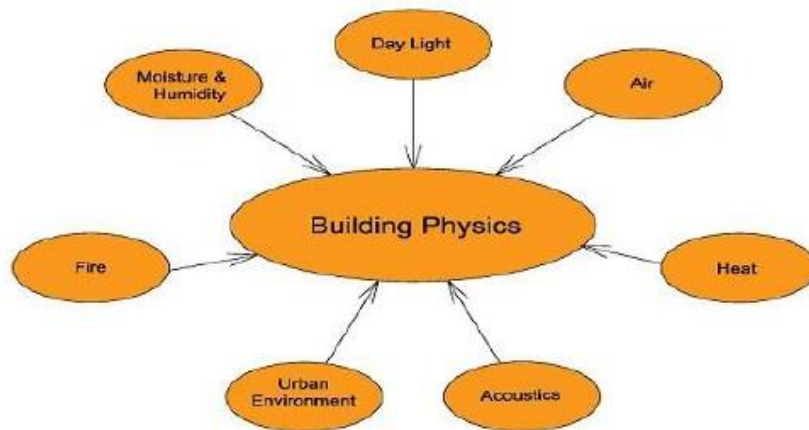 Day Light
Moisture &
Humidity
Air
Building Physics
Fire
Heat
Urban
Environment
Acoustics